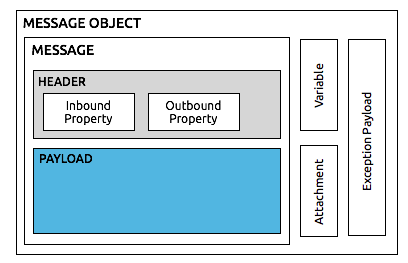 MESSAGE OBJECT
MESSAGE
HEADER
Inbound
Property
Outbound
Property
PAYLOAD
Variable
Attachment
Exception Payload